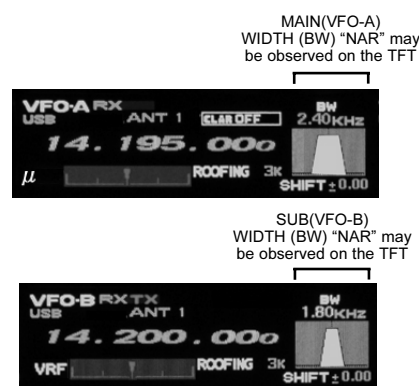 MAIN(VFO-A)
WIDTH (BW) “NAR” may
be observed on the TFT
VFO-A RX
USB
ANT 1
CLAR OFF
BW
2.40KHz
14.195.000
μ
ROOFING 3K
SHIFT±0.00
SUB(VFO-B)
WIDTH (BW) “NAR” may
be observed on the TFT
VFO-B RX TX
USB
ANT 1
BW
1.80KHz
14.200.000
VRF
ROOFING 3K
SHIFT±0.00